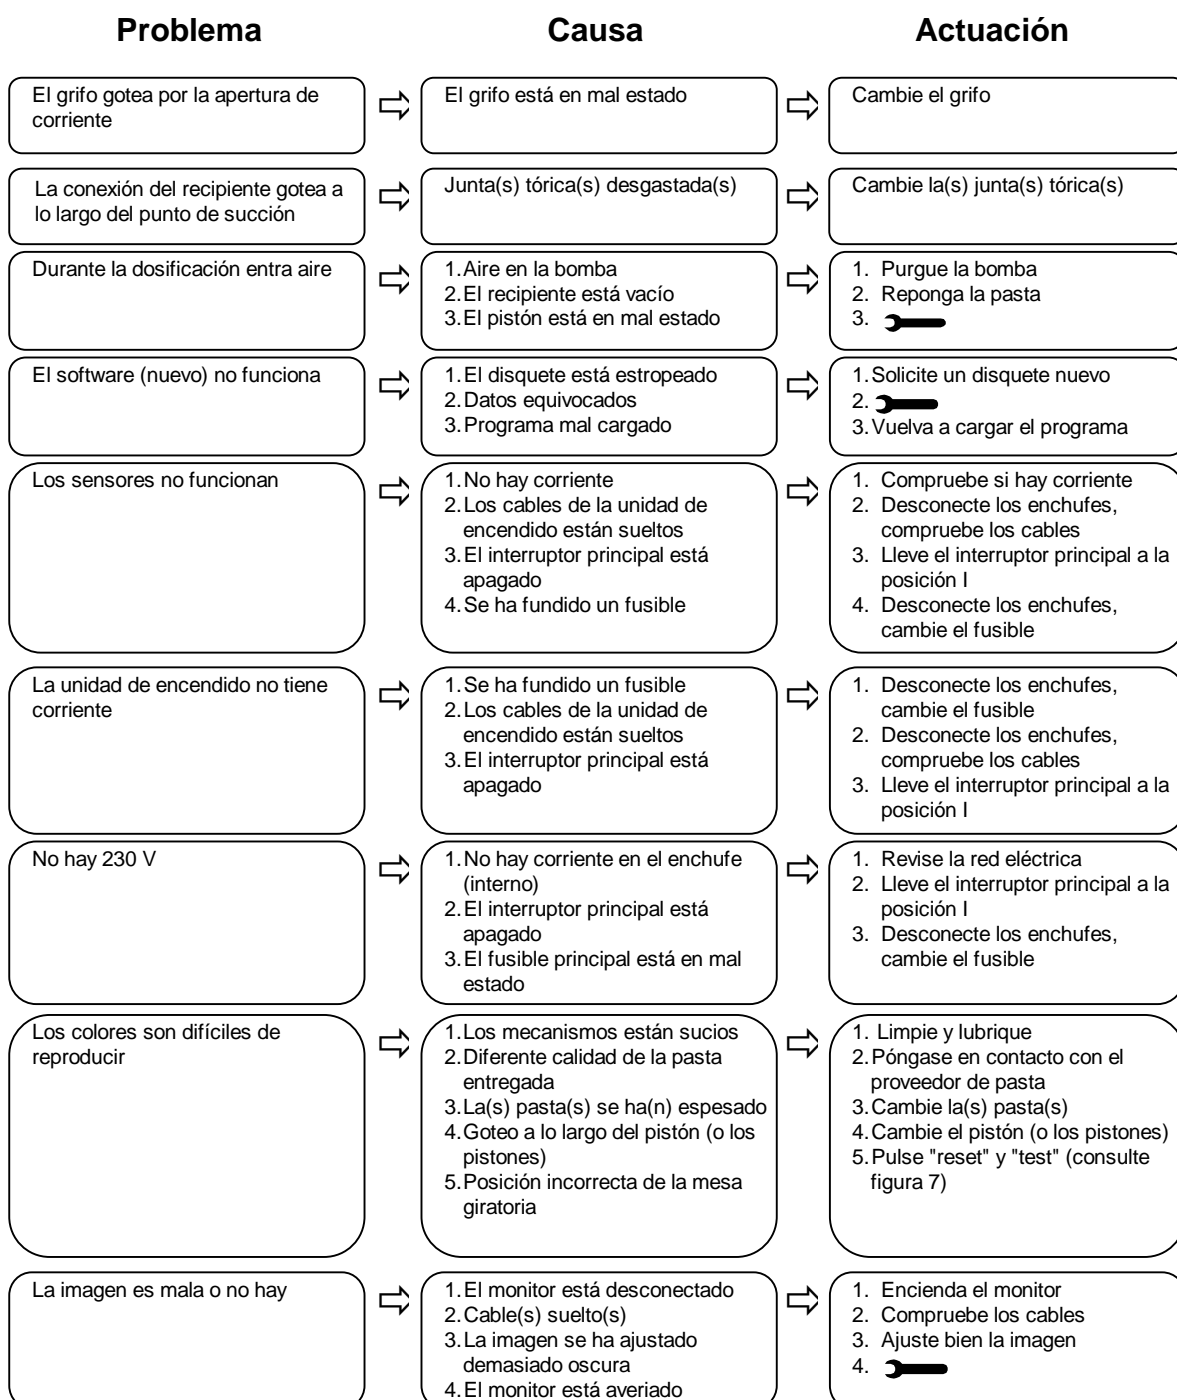 Problema
Causa
Actuación
El grifo gotea por la apertura de
corriente
El grifo está en mal estado
Cambie el grifo
La conexión del recipiente gotea a
lo largo del punto de succión
Junta(s) tórica(s) desgastada(s)
Cambie la(s) junta(s) tórica(s)
Durante la dosificación entra aire
1.Aire en la bomba
2.El recipiente está vacío
3.El pistón está en mal estado
1. Purgue la bomba
2. Reponga la pasta
3.
El software (nuevo) no funciona
1.El disquete está estropeado
2.Datos equivocados
3.Programa mal cargado
1.Solicite un disquete nuevo
2.
3.Vuelva a cargar el programa
Los sensores no funcionan
1.No hay corriente
2.Los cables de la unidad de
encendido están sueltos
3.El interruptor principal está
apagado
4.Se ha fundido un fusible
1. Compruebe si hay corriente
2. Desconecte los enchufes,
compruebe los cables
3. Lleve el interruptor principal a la
posición I
4. Desconecte los enchufes,
cambie el fusible
La unidad de encendido no tiene
corriente
1.Se ha fundido un fusible
2.Los cables de la unidad de
encendido están sueltos
3.El interruptor principal está
apagado
1. Desconecte los enchufes,
cambie el fusible
2. Desconecte los enchufes,
compruebe los cables
3. Lleve el interruptor principal a la
posición I
No hay 230 V
1.No hay corriente en el enchufe
(interno)
2.El interruptor principal está
apagado
3.El fusible principal está en mal
estado
1. Revise la red eléctrica
2. Lleve el interruptor principal a la
posición I
3. Desconecte los enchufes,
cambie el fusible
Los colores son difíciles de
reproducir
1.Los mecanismos están sucios
2.Diferente calidad de la pasta
entregada
3.La(s) pasta(s) se ha(n) espesado
4.Goteo a lo largo del pistón (o los
pistones)
5.Posición incorrecta de la mesa
giratoria
1. Limpie y lubrique
2.Póngase en contacto con el
proveedor de pasta
3.Cambie la(s) pasta(s)
4.Cambie el pistón (o los pistones)
5.Pulse "reset" y "test" (consulte
figura 7)
La imagen es mala o no hay
1.El monitor está desconectado
2.Cable(s) suelto(s)
3.La imagen se ha ajustado
demasiado oscura
4.El monitor está averiado
1. Encienda el monitor
2. Compruebe los cables
3. Ajuste bien la imagen
4.